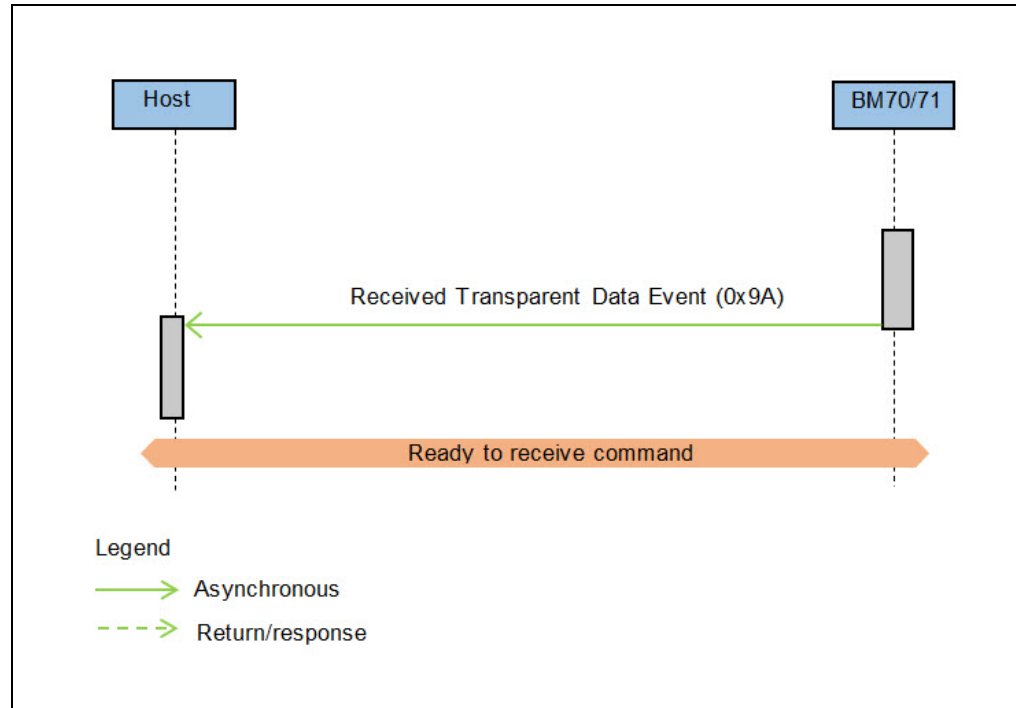 Host
BM70/71
Received Transparent Data Event (0x9A)
Ready to receive command
Legend
Asynchronous
Return/response